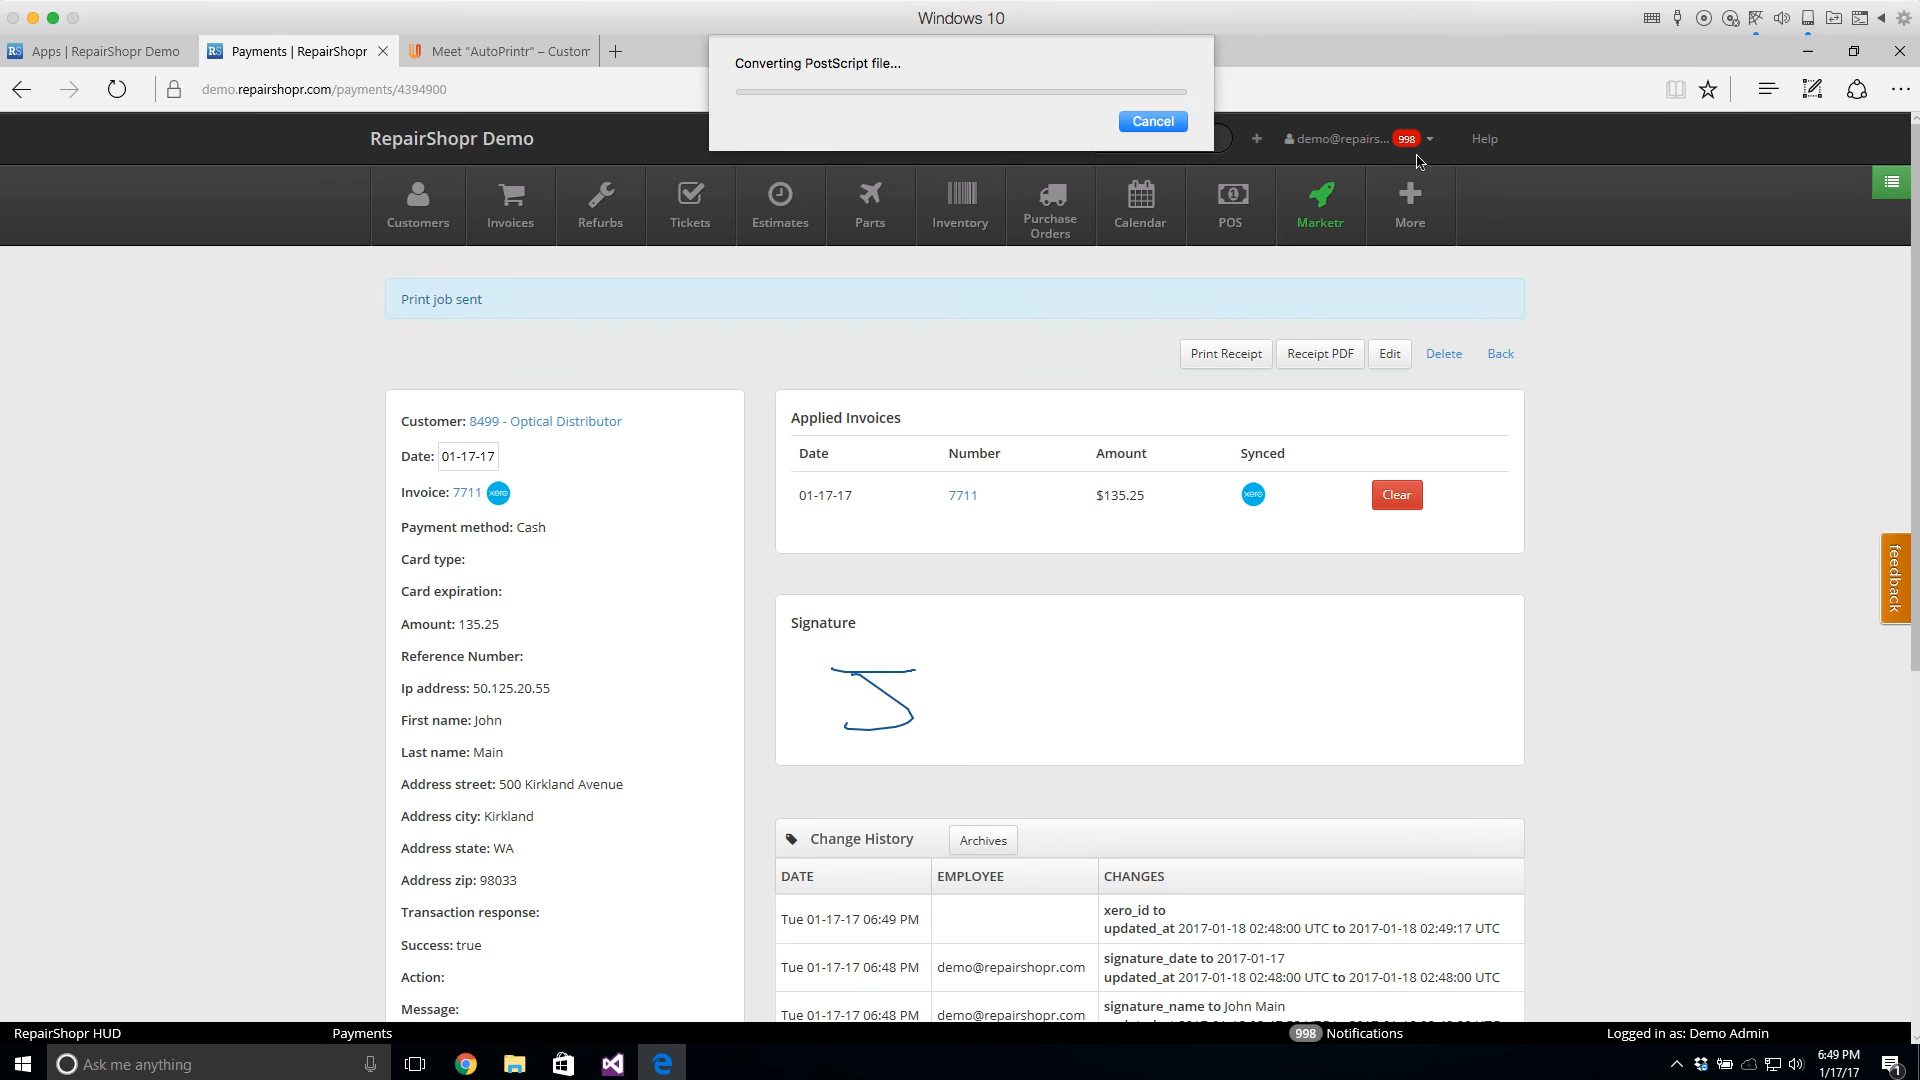 Windows 10
Apps | RepairShopr Demo
Payments | RepairShopr
Meet "AutoPrintr" – Custom
Converting PostScript file...
demo.repairshopr.com/payments/4394900
Cancel
RepairShopr Demo
demo@repairs... 998
Help
Customers
Invoices
Refurbs
Tickets
Estimates
Parts
Inventory
Purchase
Orders
Calendar
POS
Marketr
More
Print job sent
Print Receipt
Receipt PDF
Edit
Delete
Back
Customer: 8499 - Optical Distributor
Date: 01-17-17
Invoice: 7711 xero
Payment method: Cash
Card type:
Card expiration:
Amount: 135.25
Reference Number:
Ip address: 50.125.20.55
First name: John
Last name: Main
Address street: 500 Kirkland Avenue
Address city: Kirkland
Address state: WA
Address zip: 98033
Transaction response:
Success: true
Action:
Message:
Applied Invoices
Date Number Amount Synced
01-17-17 7711 $135.25 xero Clear
Signature
Change History Archives
DATE EMPLOYEE CHANGES
Tue 01-17-17 06:49 PM
xero_id to
updated_at 2017-01-18 02:48:00 UTC to 2017-01-18 02:49:17 UTC
Tue 01-17-17 06:48 PM demo@repairshopr.com
signature_date to 2017-01-17
updated_at 2017-01-18 02:48:00 UTC to 2017-01-18 02:48:00 UTC
Tue 01-17-17 06:48 PM demo@repairshopr.com
signature_name to John Main
feedback
RepairShopr HUD
Payments
998 Notifications
Logged in as: Demo Admin
Ask me anything
6:49 PM
1/17/17
1